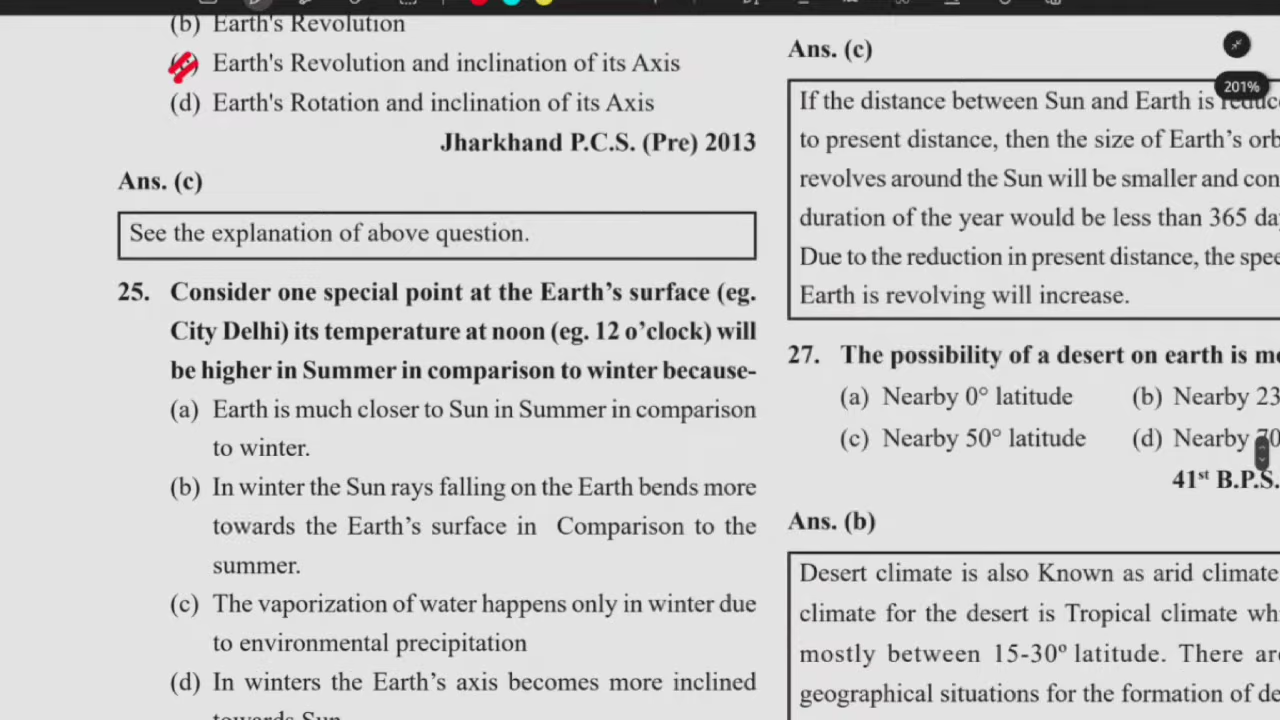 (b) Earth's Revolution
Earth's Revolution and inclination of its Axis
(d) Earth's Rotation and inclination of its Axis
Jharkhand P.C.S. (Pre) 2013
Ans. (c)
See the explanation of above question.
25. Consider one special point at the Earth’s surface (eg.
City Delhi) its temperature at noon (eg. 12 o’clock) will
be higher in Summer in comparison to winter because-
(a) Earth is much closer to Sun in Summer in comparison
to winter.
(b) In winter the Sun rays falling on the Earth bends more
towards the Earth’s surface in Comparison to the
summer.
(c) The vaporization of water happens only in winter due
to environmental precipitation
(d) In winters the Earth’s axis becomes more inclined
towards Sun
Ans. (c)
201%
If the distance between Sun and Earth is
to present distance, then the size of Earth’s
revolves around the Sun will be smaller and
duration of the year would be less than 365
Due to the reduction in present distance, the
Earth is revolving will increase.
27. The possibility of a desert on earth is
(a) Nearby 0° latitude (b) Nearby 23
(c) Nearby 50° latitude (d) Nearby
41st B.P.S.
Ans. (b)
Desert climate is also Known as arid climate
climate for the desert is Tropical climate
mostly between 15-30° latitude. There
geographical situations for the formation of